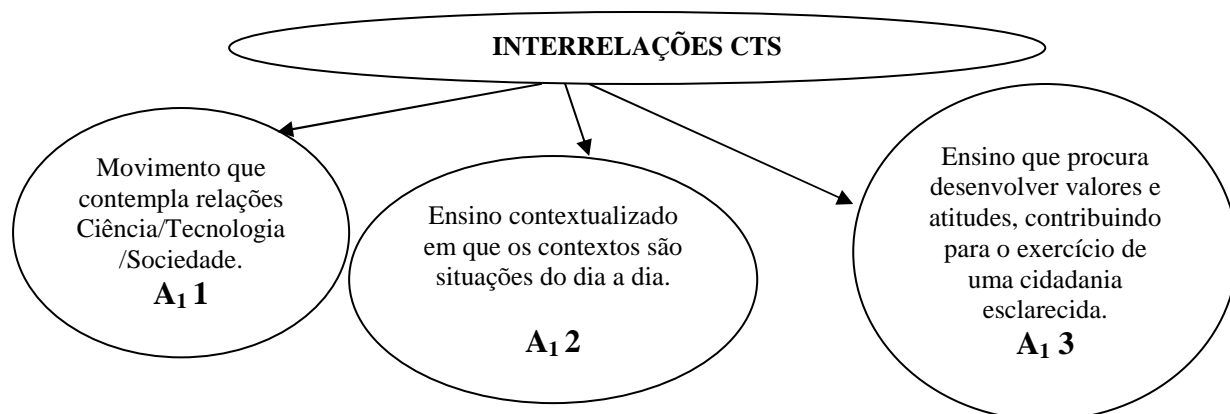 INTERRELAÇÕES CTS
Movimento que
contempla relações
Ciência/Tecnologia
/Sociedade.
A₁ 1
Ensino contextualizado
em que os contextos são
situações do dia a dia.
A₁ 2
Ensino que procura
desenvolver valores e
atitudes, contribuindo
para o exercício de
uma cidadania
esclarecida.
A₁ 3